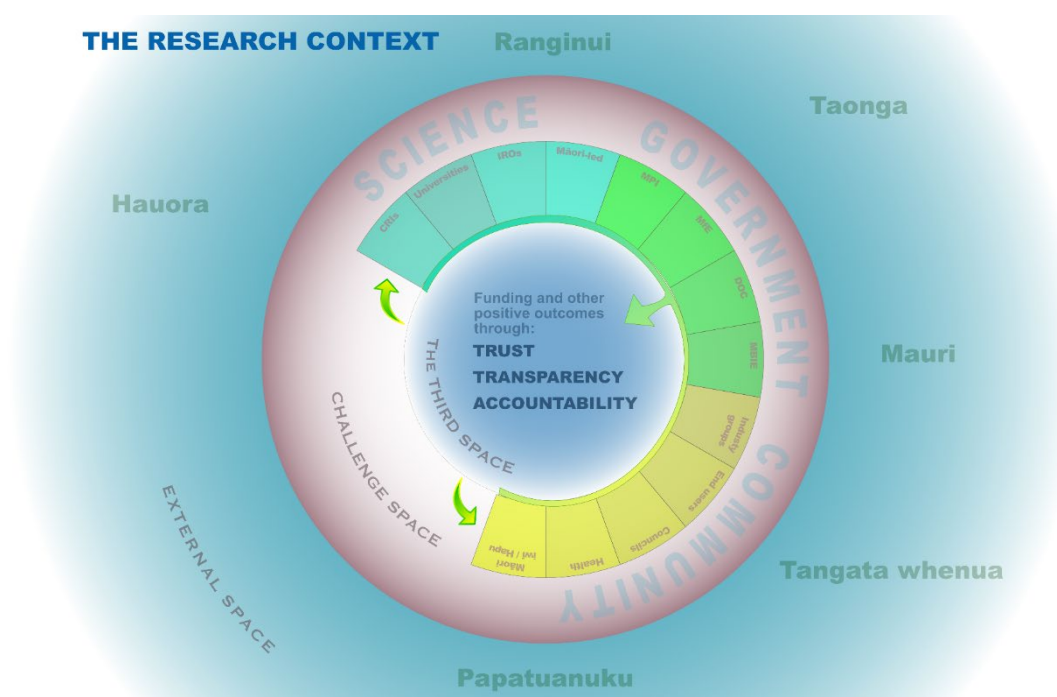 THE RESEARCH CONTEXT
Ranginui
Taonga
Hauora
Mauri
Tangata whenua
Papatuanuku
EXTERNAL SPACE
CHALLENGE SPACE
THE THIRD SPACE
SCIENCE
CRIs
Universities
IROs
Māori-led
GOVERNMENT
MPI
MfE
DOC
MBIE
COMMUNITY
Industy
groups
End users
Councils
Health
Māori
Iwi / Hapu
Funding and other
positive outcomes
through:
TRUST
TRANSPARENCY
ACCOUNTABILITY